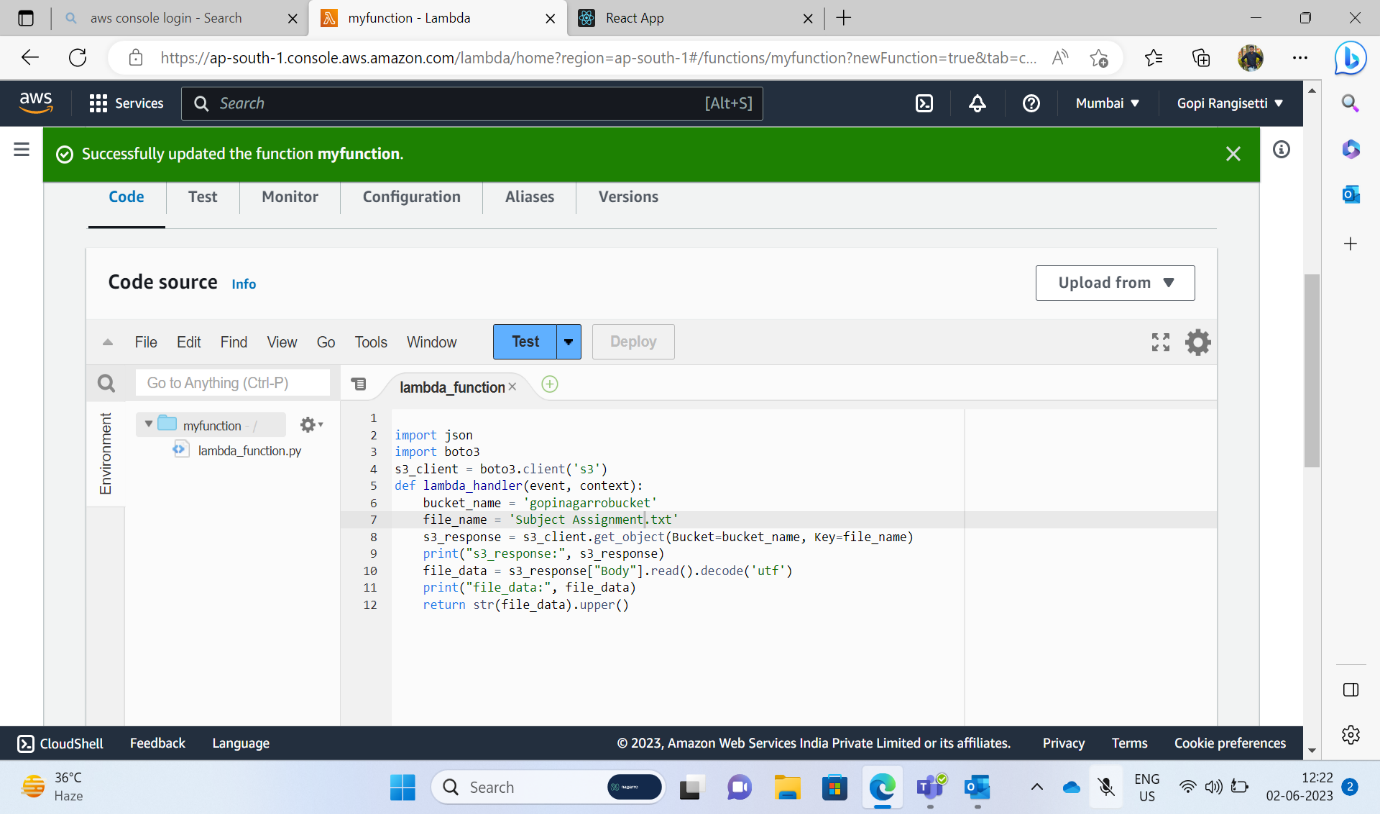 aws console login - Search
myfunction - Lambda
React App
https://ap-south-1.console.aws.amazon.com/lambda/home?region=ap-south-1#/functions/myfunction?newFunction=true&tab=c...
aws
Services
Search
[Alt+S]
Mumbai
Gopi Rangisetti
Successfully updated the function myfunction.
Code
Test
Monitor
Configuration
Aliases
Versions
Code source
Info
Upload from
File
Edit
Find
View
Go
Tools
Window
Test
Deploy
Go to Anything (Ctrl-P)
lambda_function
Environment
myfunction - /
lambda_function.py
1
2 import json
3 import boto3
4 s3_client = boto3.client('s3')
5 def lambda_handler(event, context):
6 bucket_name = 'gopinagarrobucket'
7 file_name = 'Subject Assignment.txt'
8 s3_response = s3_client.get_object(Bucket=bucket_name, Key=file_name)
9 print("s3_response:", s3_response)
10 file_data = s3_response["Body"].read().decode('utf')
11 print("file_data:", file_data)
12 return str(file_data).upper()
CloudShell
Feedback
Language
© 2023, Amazon Web Services India Private Limited or its affiliates.
Privacy
Terms
Cookie preferences
36°C
Haze
Search
ENG
US
12:22
02-06-2023
2